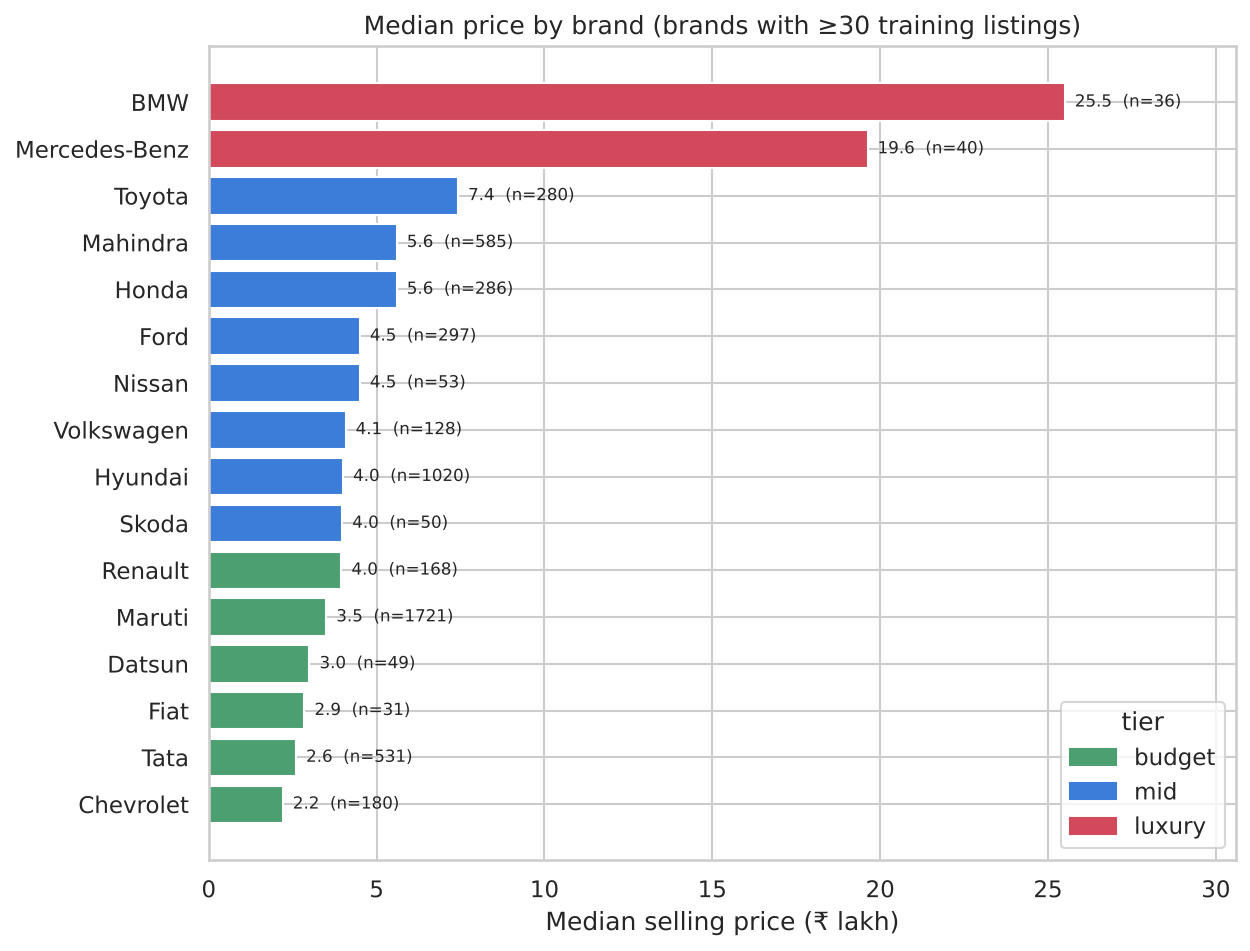 Median price by brand (brands with ≥30 training listings)
BMW 25.5 (n=36)
Mercedes-Benz 19.6 (n=40)
Toyota 7.4 (n=280)
Mahindra 5.6 (n=585)
Honda 5.6 (n=286)
Ford 4.5 (n=297)
Nissan 4.5 (n=53)
Volkswagen 4.1 (n=128)
Hyundai 4.0 (n=1020)
Skoda 4.0 (n=50)
Renault 4.0 (n=168)
Maruti 3.5 (n=1721)
Datsun 3.0 (n=49)
Fiat 2.9 (n=31)
Tata 2.6 (n=531)
Chevrolet 2.2 (n=180)
tier
budget
mid
luxury
0 5 10 15 20 25 30
Median selling price (₹ lakh)